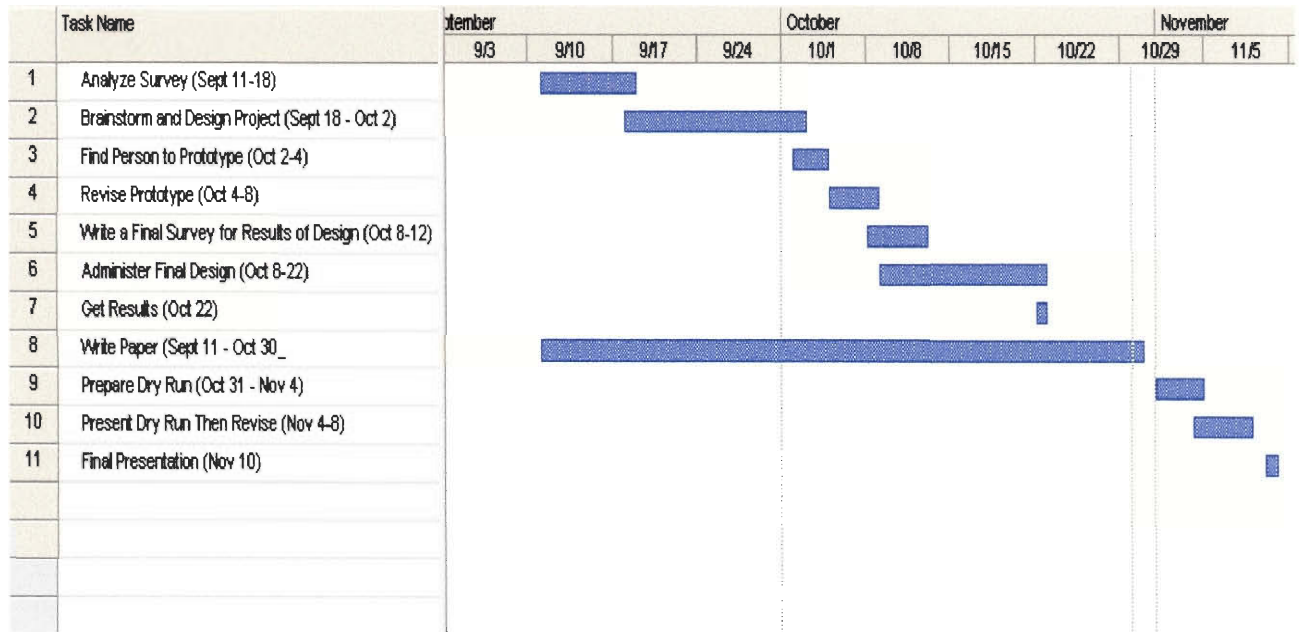 Task Name
tember
October
November
9/3 9/10 9/17 9/24 10/1 10/8 10/15 10/22 10/29 11/5
1 Analyze Survey (Sept 11-18)
2 Brainstorm and Design Project (Sept 18 - Oct 2)
3 Find Person to Prototype (Oct 2-4)
4 Revise Prototype (Oct 4-8)
5 Write a Final Survey for Results of Design (Oct 8-12)
6 Administer Final Design (Oct 8-22)
7 Get Results (Oct 22)
8 Write Paper (Sept 11 - Oct 30_
9 Prepare Dry Run (Oct 31 - Nov 4)
10 Present Dry Run Then Revise (Nov 4-8)
11 Final Presentation (Nov 10)